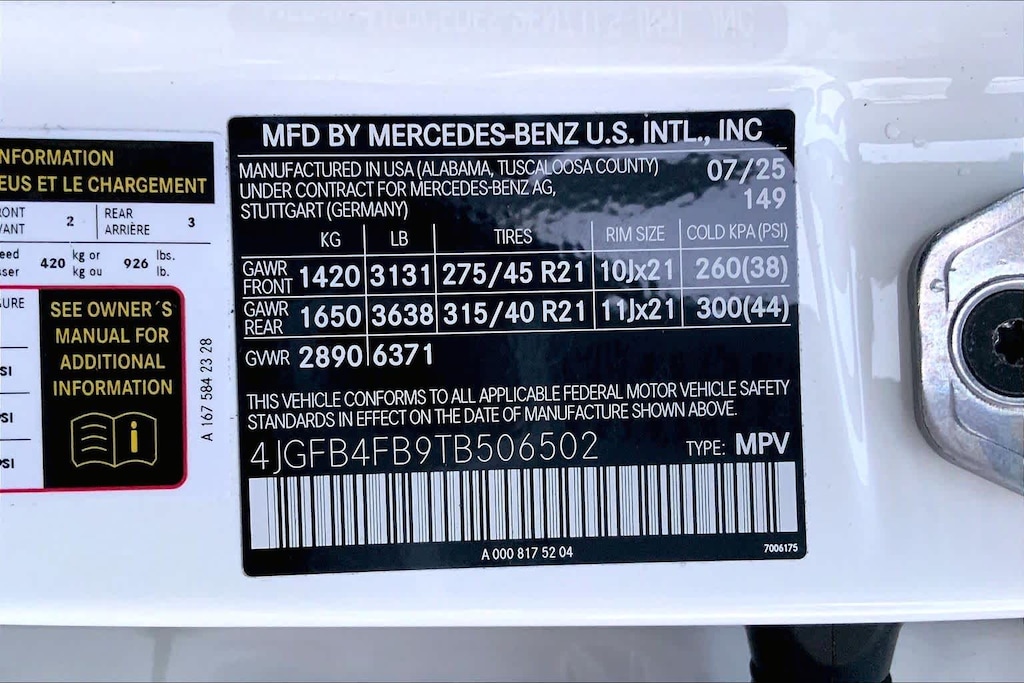 NFORMATION
EUS ET LE CHARGEMENT
RONT
VANT 2 REAR
ARRIÈRE 3
eed
sser 420 kg or
kg ou 926 lbs.
lb.
URE
SI
PSI
PSI
SEE OWNER´S
MANUAL FOR
ADDITIONAL
INFORMATION
i
A 167 584 23 28
MFD BY MERCEDES-BENZ U.S. INTL., INC
MANUFACTURED IN USA (ALABAMA, TUSCALOOSA COUNTY) 07/25
UNDER CONTRACT FOR MERCEDES-BENZ AG, 149
STUTTGART (GERMANY)
KG LB TIRES RIM SIZE COLD KPA (PSI)
GAWR
FRONT 1420 3131 275/45 R21 10Jx21 260(38)
GAWR
REAR 1650 3638 315/40 R21 11Jx21 300(44)
GVWR 2890 6371
THIS VEHICLE CONFORMS TO ALL APPLICABLE FEDERAL MOTOR VEHICLE SAFETY
STANDARDS IN EFFECT ON THE DATE OF MANUFACTURE SHOWN ABOVE.
4JGFB4FB9TB506502 TYPE: MPV
A 000 817 52 04 7006175